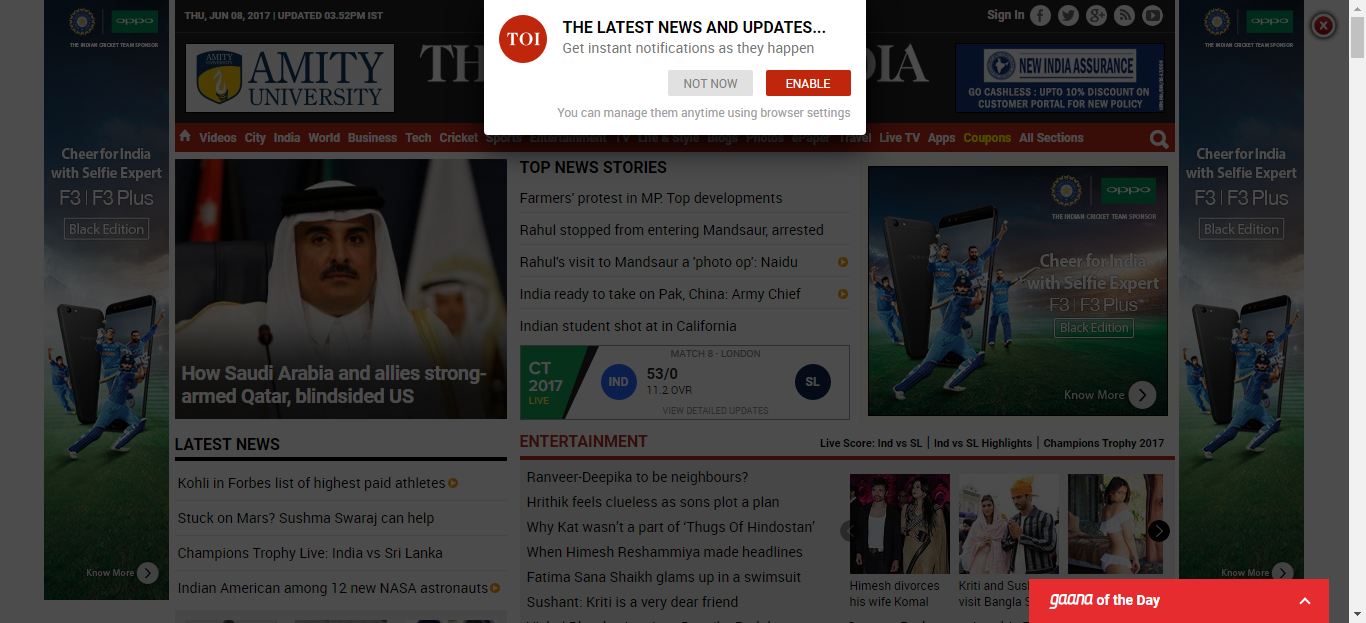 THU, JUN 08, 2017 | UPDATED 03.52PM IST
Sign In
TOI
THE LATEST NEWS AND UPDATES...
Get instant notifications as they happen
NOT NOW
ENABLE
You can manage them anytime using browser settings
oppo
THE INDIAN CRICKET TEAM SPONSOR
Cheer for India
with Selfie Expert
F3 | F3 Plus
Black Edition
Know More
AMITY
UNIVERSITY
AMITY
UNIVERSITY
TH
DIA
NEW INDIA ASSURANCE
GO CASHLESS : UPTO 10% DISCOUNT ON
CUSTOMER PORTAL FOR NEW POLICY
Videos City India World Business Tech Cricket Sports Entertainment TV Life & Style Blogs Photos ePaper Travel Live TV Apps Coupons All Sections
How Saudi Arabia and allies strong-
armed Qatar, blindsided US
LATEST NEWS
Kohli in Forbes list of highest paid athletes
Stuck on Mars? Sushma Swaraj can help
Champions Trophy Live: India vs Sri Lanka
Indian American among 12 new NASA astronauts
TOP NEWS STORIES
Farmers' protest in MP. Top developments
Rahul stopped from entering Mandsaur, arrested
Rahul's visit to Mandsaur a 'photo op': Naidu
India ready to take on Pak, China: Army Chief
Indian student shot at in California
CT
2017
LIVE
MATCH 8 - LONDON
IND
53/0
11.2 OVR
SL
VIEW DETAILED UPDATES
oppo
THE INDIAN CRICKET TEAM SPONSOR
Cheer for India
with Selfie Expert
F3 | F3 Plus
Black Edition
Know More
ENTERTAINMENT
Live Score: Ind vs SL | Ind vs SL Highlights | Champions Trophy 2017
Ranveer-Deepika to be neighbours?
Hrithik feels clueless as sons plot a plan
Why Kat wasn't a part of 'Thugs Of Hindostan'
When Himesh Reshammiya made headlines
Fatima Sana Shaikh glams up in a swimsuit
Sushant: Kriti is a very dear friend
Himesh divorces
his wife Komal
Kriti and Sush
visit Bangla S
gaana of the Day
oppo
THE INDIAN CRICKET TEAM SPONSOR
Cheer for India
with Selfie Expert
F3 | F3 Plus
Black Edition
Know More